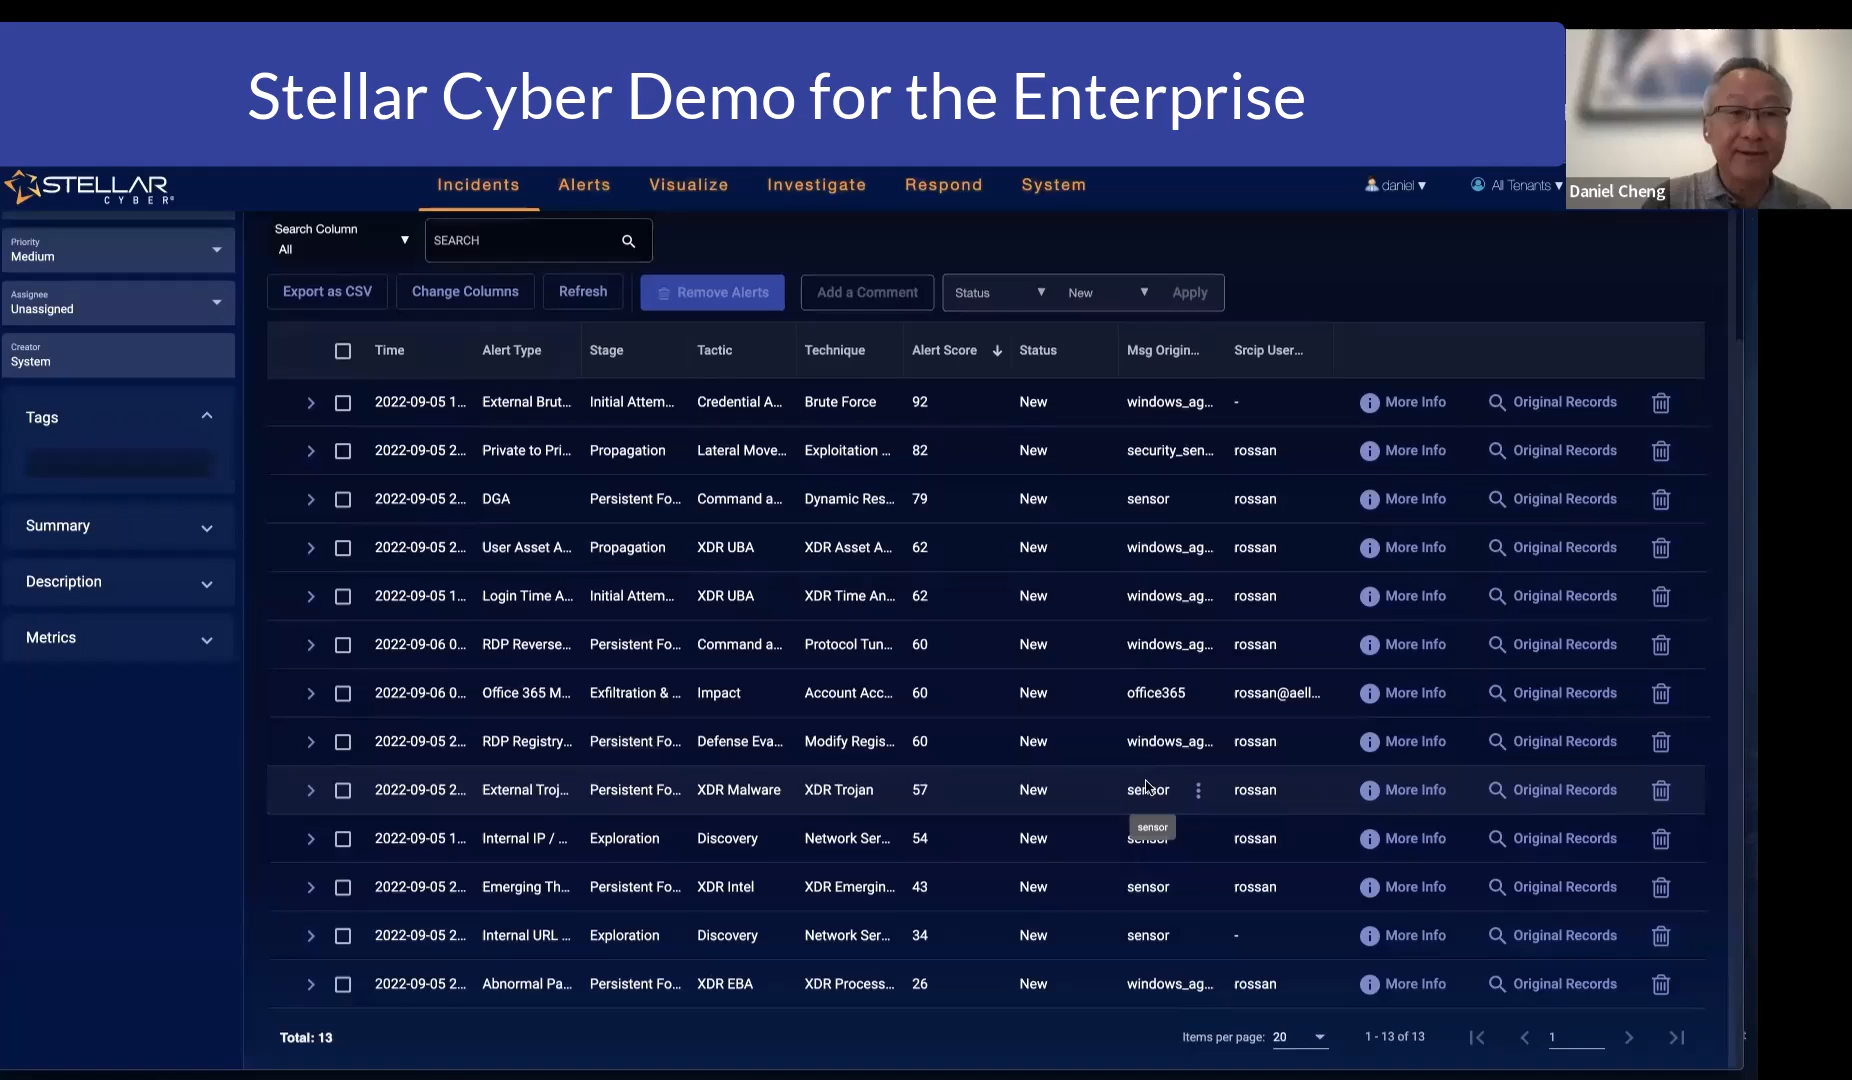 Stellar Cyber Demo for the Enterprise
Daniel Cheng
STELLAR
CYBER®
Incidents Alerts Visualize Investigate Respond System
daniel
All Tenants
Priority
Medium
Assignee
Unassigned
Creator
System
Tags
Summary
Description
Metrics
Search Column
All
SEARCH
Export as CSV Change Columns Refresh Remove Alerts Add a Comment Status New Apply
Time Alert Type Stage Tactic Technique Alert Score Status Msg Origin... Srcip User...
2022-09-05 1... External Brut... Initial Attem... Credential A... Brute Force 92 New windows_ag... - More Info Original Records
2022-09-05 2... Private to Pri... Propagation Lateral Move... Exploitation ... 82 New security_sen... rossan More Info Original Records
2022-09-05 2... DGA Persistent Fo... Command a... Dynamic Res... 79 New sensor rossan More Info Original Records
2022-09-05 2... User Asset A... Propagation XDR UBA XDR Asset A... 62 New windows_ag... rossan More Info Original Records
2022-09-05 1... Login Time A... Initial Attem... XDR UBA XDR Time An... 62 New windows_ag... rossan More Info Original Records
2022-09-06 0... RDP Reverse... Persistent Fo... Command a... Protocol Tun... 60 New windows_ag... rossan More Info Original Records
2022-09-06 0... Office 365 M... Exfiltration & ... Impact Account Acc... 60 New office365 rossan@aell... More Info Original Records
2022-09-05 2... RDP Registry... Persistent Fo... Defense Eva... Modify Regis... 60 New windows_ag... rossan More Info Original Records
2022-09-05 2... External Troj... Persistent Fo... XDR Malware XDR Trojan 57 New sensor rossan More Info Original Records
sensor
2022-09-05 1... Internal IP / ... Exploration Discovery Network Ser... 54 New sensor rossan More Info Original Records
2022-09-05 2... Emerging Th... Persistent Fo... XDR Intel XDR Emergin... 43 New sensor rossan More Info Original Records
2022-09-05 2... Internal URL ... Exploration Discovery Network Ser... 34 New sensor - More Info Original Records
2022-09-05 2... Abnormal Pa... Persistent Fo... XDR EBA XDR Process... 26 New windows_ag... rossan More Info Original Records
Total: 13
Items per page: 20 1 - 13 of 13 1